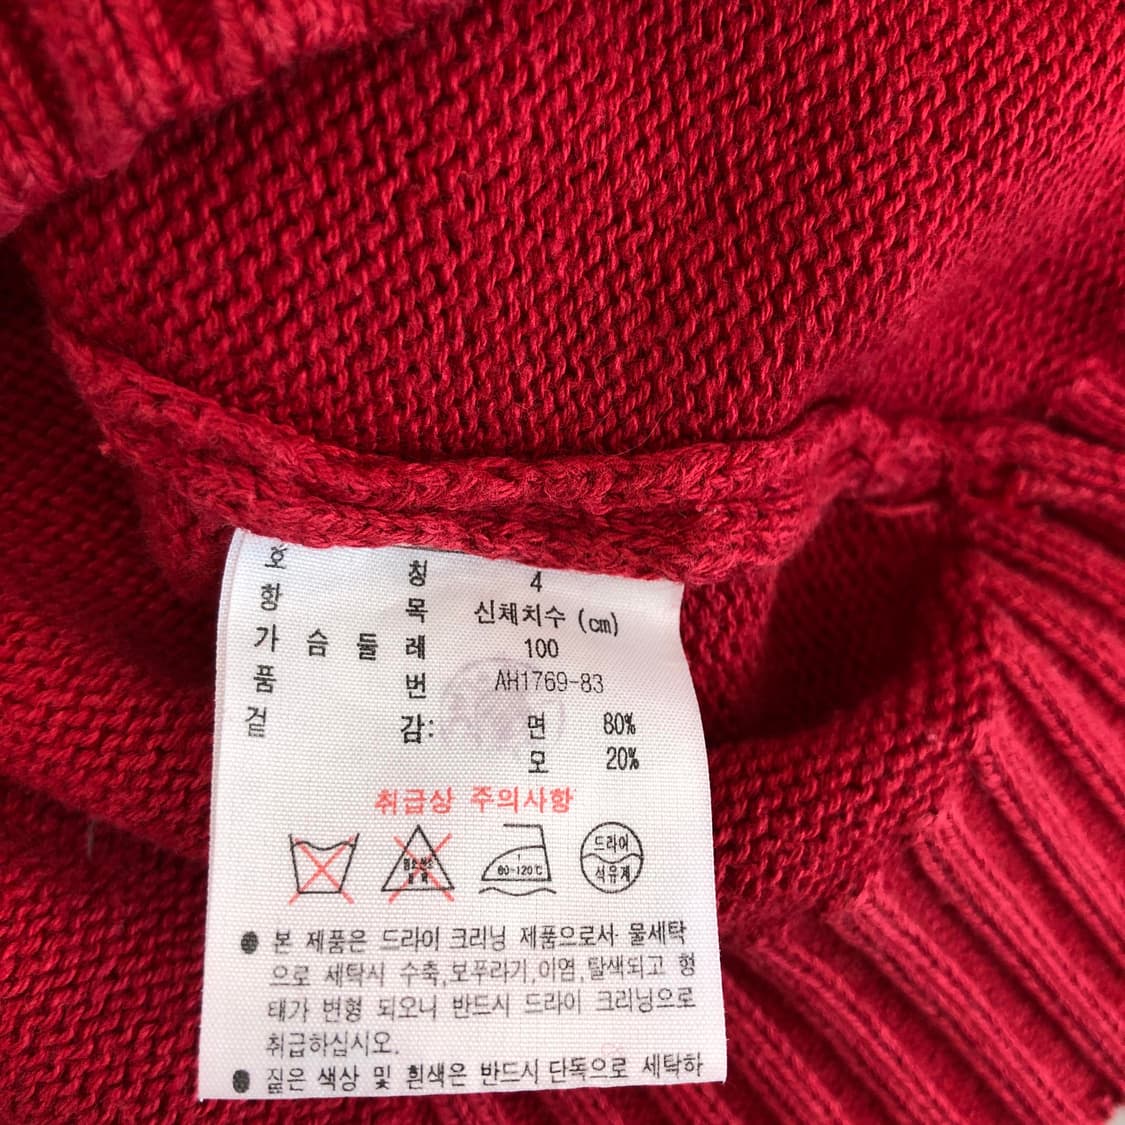 호 칭 4
항 목 신체치수 (cm)
가 슴 둘 레 100
품 번 AH1769-83
겉 감: 면 80%
모 20%
취급상 주의사항
80-120℃ 드라이
석유계
● 본 제품은 드라이 크리닝 제품으로서 물세탁
으로 세탁시 수축,보푸라기,이염,탈색되고 형
태가 변형 되오니 반드시 드라이 크리닝으로
취급하십시오.
● 짙은 색상 및 흰색은 반드시 단독으로 세탁하